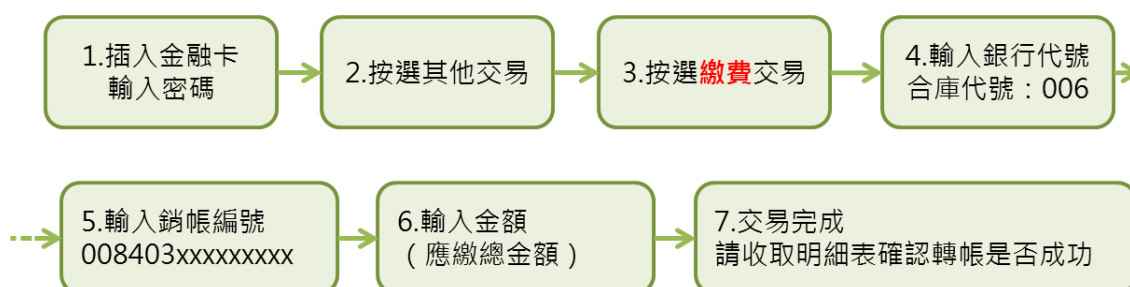 1.插入金融卡
輸入密碼
2.按選其他交易
3.按選繳費交易
4.輸入銀行代號
合庫代號：006
5.輸入銷帳編號
008403xxxxxxxxx
6.輸入金額
（應繳總金額）
7.交易完成
請收取明細表確認轉帳是否成功